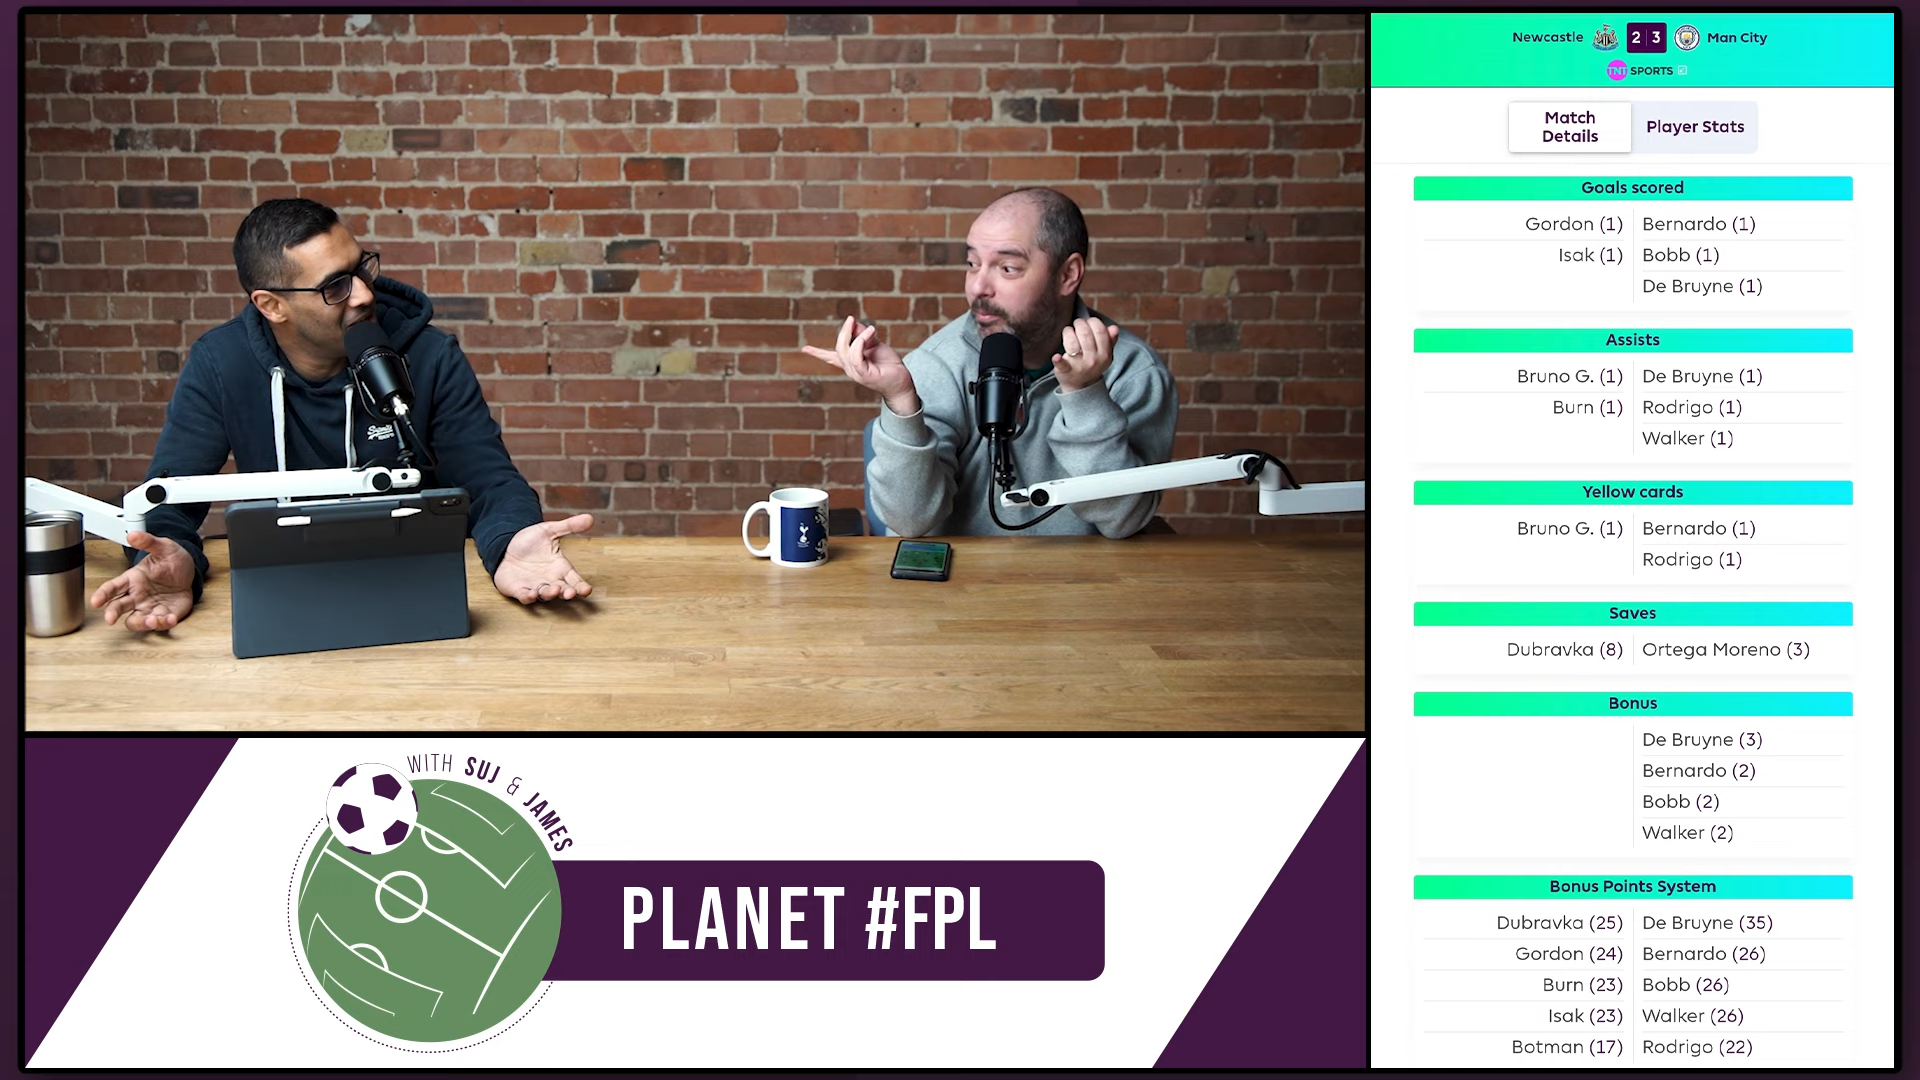 Newcastle 2 3 Man City
TNT SPORTS
Match
Details
Player Stats
Goals scored
Gordon (1) Bernardo (1)
Isak (1) Bobb (1)
De Bruyne (1)
Assists
Bruno G. (1) De Bruyne (1)
Burn (1) Rodrigo (1)
Walker (1)
Yellow cards
Bruno G. (1) Bernardo (1)
Rodrigo (1)
Saves
Dubravka (8) Ortega Moreno (3)
Bonus
De Bruyne (3)
Bernardo (2)
Bobb (2)
Walker (2)
Bonus Points System
Dubravka (25) De Bruyne (35)
Gordon (24) Bernardo (26)
Burn (23) Bobb (26)
Isak (23) Walker (26)
Botman (17) Rodrigo (22)
WITH SUJ & JAMES
PLANET #FPL